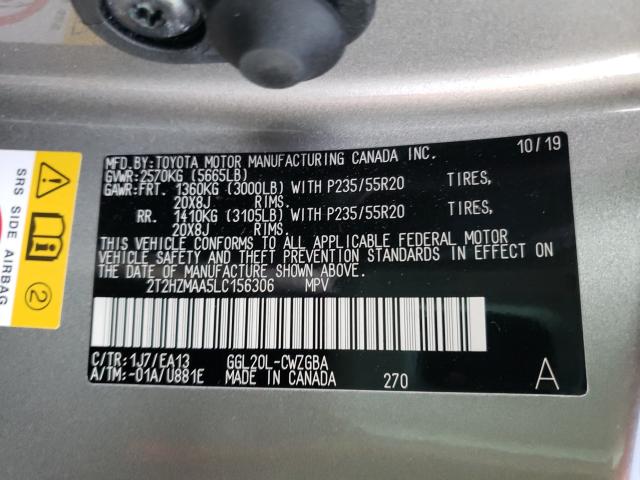 MFD.BY:TOYOTA MOTOR MANUFACTURING CANADA INC. 10/19
GVWR:2570KG (5665LB)
GAWR:FRT. 1360KG (3000LB) WITH P235/55R20 TIRES,
20X8J RIMS.
RR. 1410KG (3105LB) WITH P235/55R20 TIRES,
20X8J RIMS.
THIS VEHICLE CONFORMS TO ALL APPLICABLE FEDERAL MOTOR
VEHICLE SAFETY AND THEFT PREVENTION STANDARDS IN EFFECT ON
THE DATE OF MANUFACTURE SHOWN ABOVE.
2T2HZMAA5LC156306 MPV
C/TR:1J7/EA13 GGL20L-CWZGBA
A/TM:-01A/U881E MADE IN CANADA 270 A
SRS SIDE AIRBAG
2